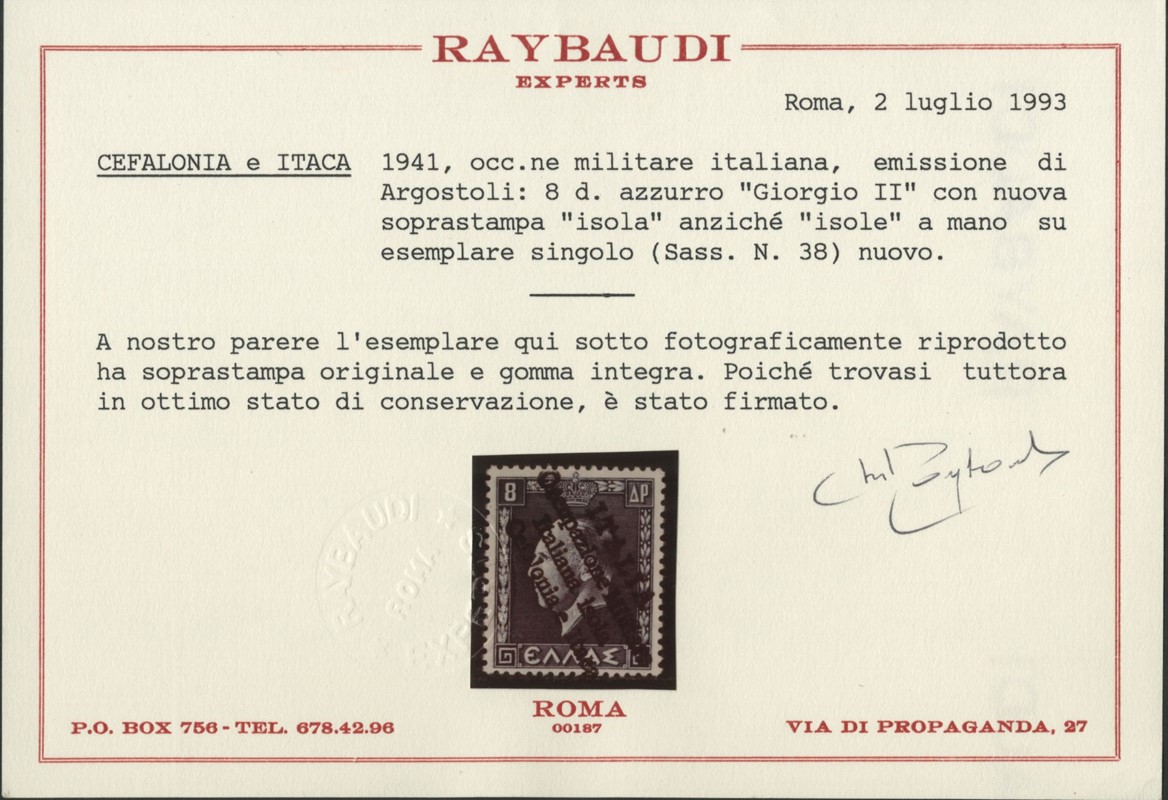 RAYBAUDI
EXPERTS
Roma, 2 luglio 1993
CEFALONIA e ITACA 1941, occ.ne militare italiana, emissione di
Argostoli: 8 d. azzurro "Giorgio II" con nuova
soprastampa "isola" anziché "isole" a mano su
esemplare singolo (Sass. N. 38) nuovo.
A nostro parere l'esemplare qui sotto fotograficamente riprodotto
ha soprastampa originale e gomma integra. Poiché trovasi tuttora
in ottimo stato di conservazione, è stato firmato.
RAYBAUDI
ROMA
8 ΔΡ
Occupazione
Italiana
ΕΛΛΑΣ
ROMA
00187
P.O. BOX 756 - TEL. 678.42.96
VIA DI PROPAGANDA, 27